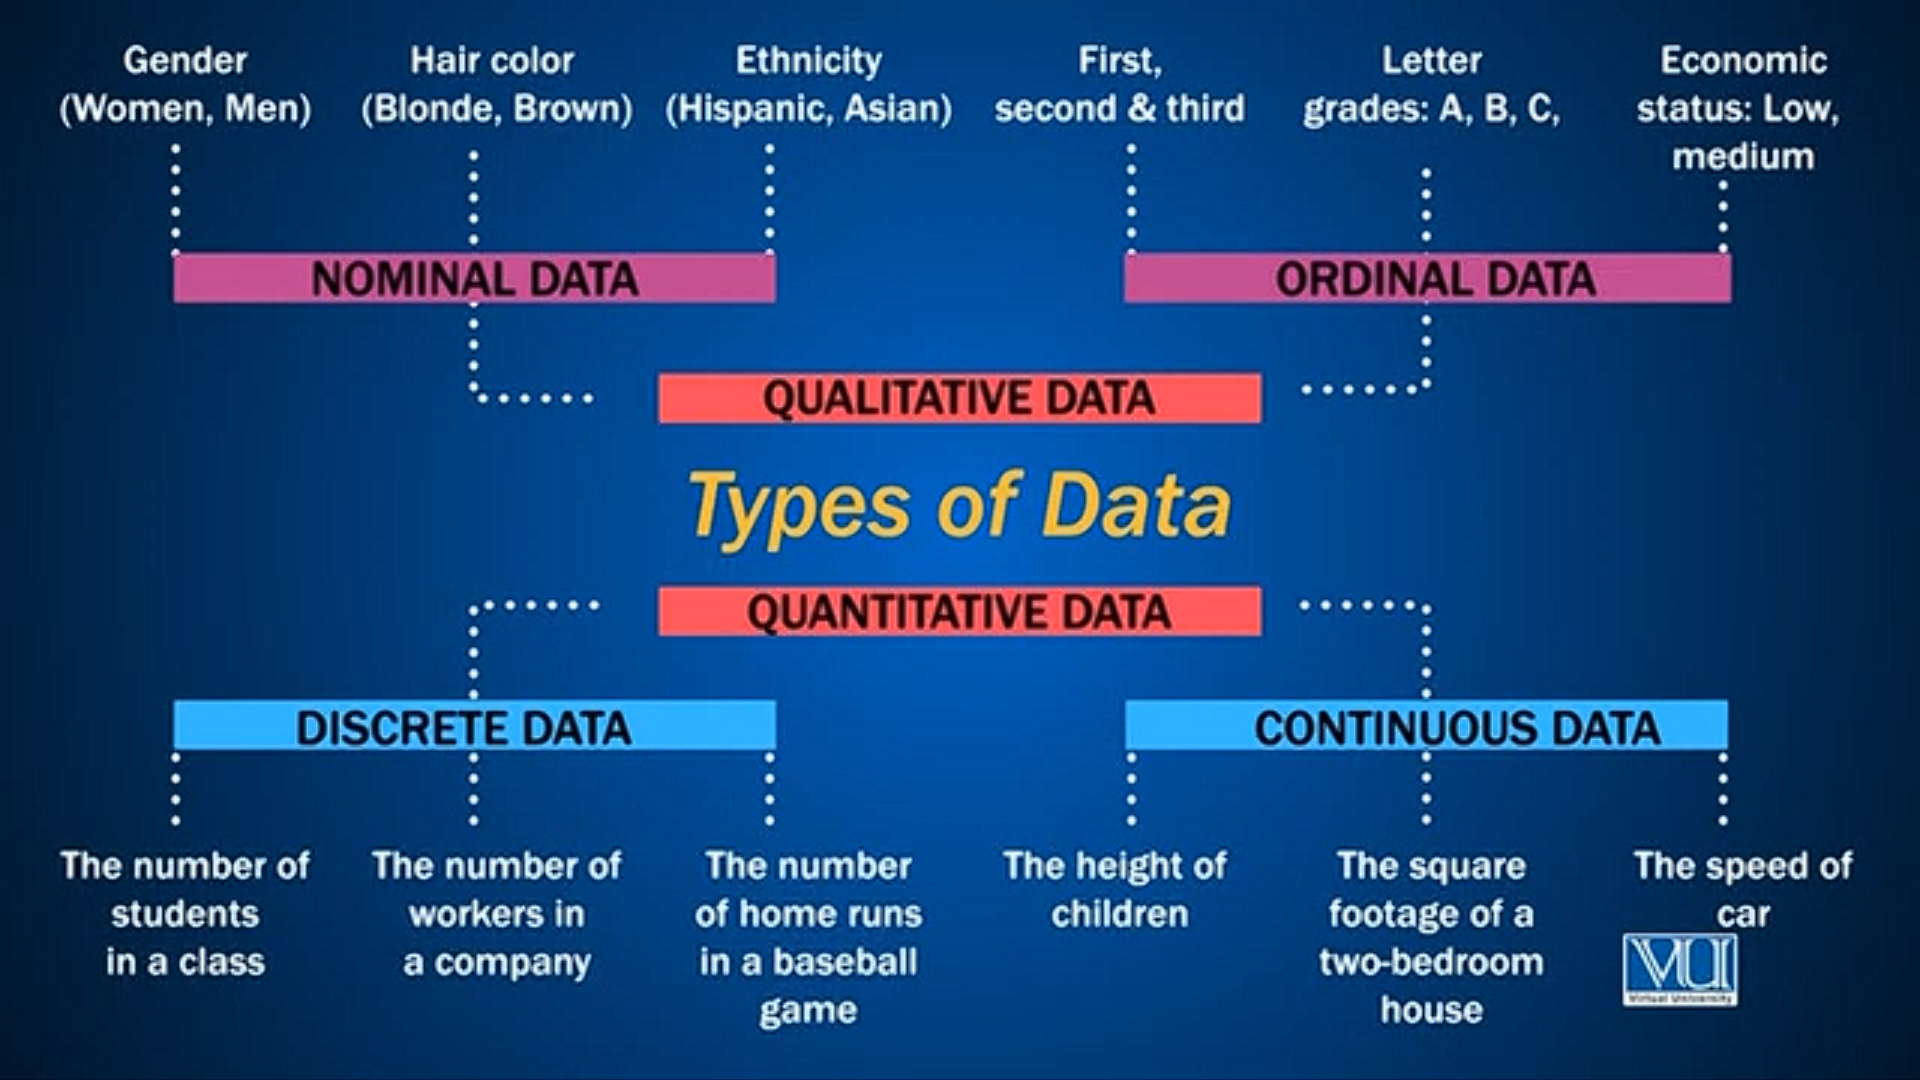 Gender
(Women, Men)
Hair color
(Blonde, Brown)
Ethnicity
(Hispanic, Asian)
First,
second & third
Letter
grades: A, B, C,
Economic
status: Low,
medium
NOMINAL DATA
ORDINAL DATA
QUALITATIVE DATA
Types of Data
QUANTITATIVE DATA
DISCRETE DATA
CONTINUOUS DATA
The number of
students
in a class
The number of
workers in
a company
The number
of home runs
in a baseball
game
The height of
children
The square
footage of a
two-bedroom
house
The speed of
car
VU
Virtual University